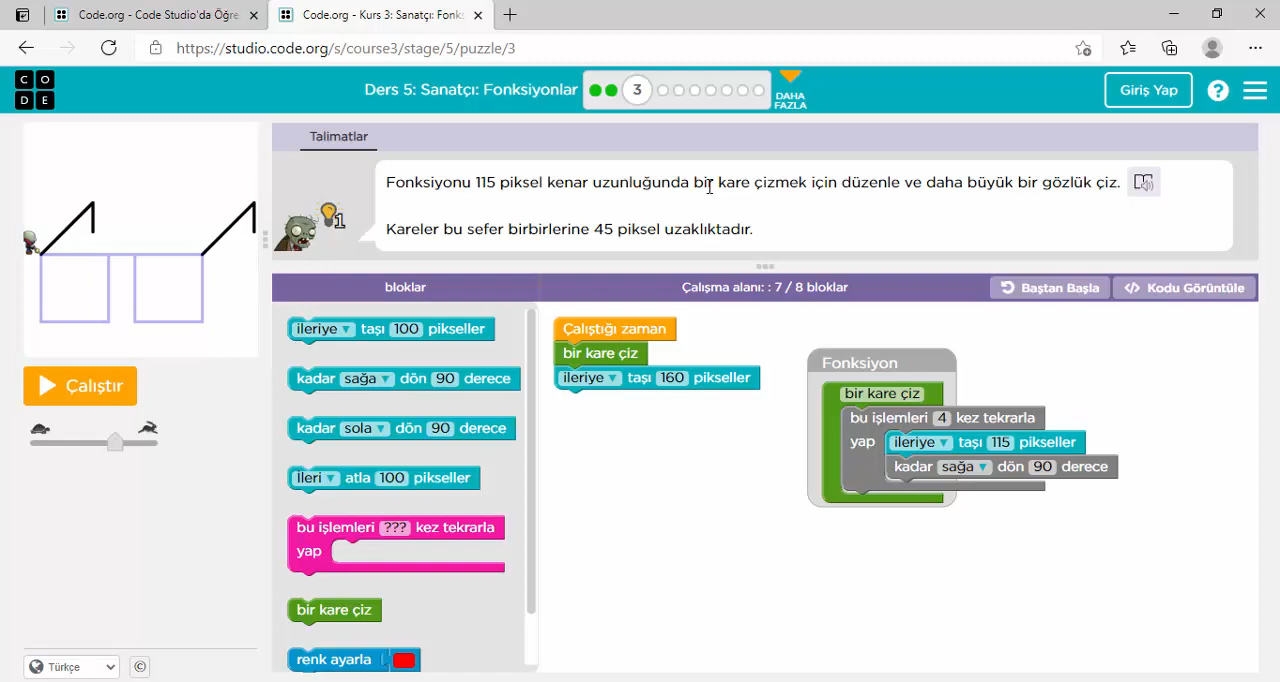 Code.org - Code Studio'da Öğre
Code.org - Kurs 3: Sanatçı: Fonks
https://studio.code.org/s/course3/stage/5/puzzle/3
C O
D E
Ders 5: Sanatçı: Fonksiyonlar
3
DAHA
FAZLA
Giriş Yap
?
Talimatlar
Fonksiyonu 115 piksel kenar uzunluğunda bir kare çizmek için düzenle ve daha büyük bir gözlük çiz.
Kareler bu sefer birbirlerine 45 piksel uzaklıktadır.
1
bloklar
Çalışma alanı: : 7 / 8 bloklar
Baştan Başla
</> Kodu Görüntüle
Çalıştır
ileriye taşı 100 pikseller
kadar sağa dön 90 derece
kadar sola dön 90 derece
İleri atla 100 pikseller
bu işlemleri ??? kez tekrarla
yap
bir kare çiz
renk ayarla
Çalıştığı zaman
bir kare çiz
ileriye taşı 160 pikseller
Fonksiyon
bir kare çiz
bu işlemleri 4 kez tekrarla
yap ileriye taşı 115 pikseller
kadar sağa dön 90 derece
Türkçe
©